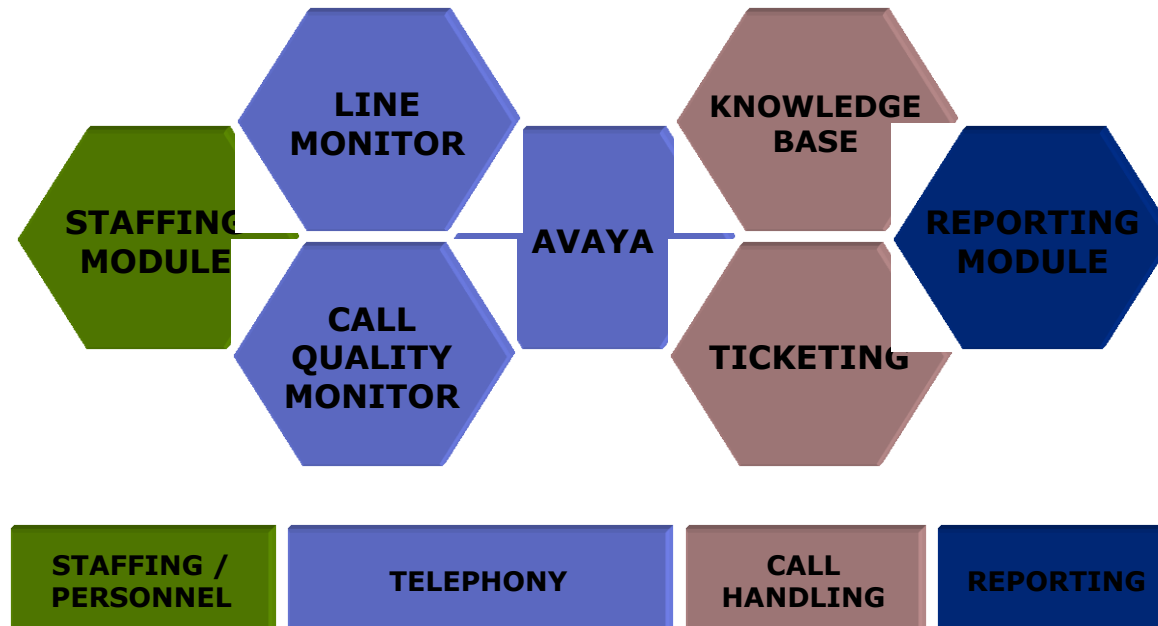 LINE
MONITOR
KNOWLEDGE
BASE
STAFFING
MODULE
AVAYA
REPORTING
MODULE
CALL
QUALITY
MONITOR
TICKETING
STAFFING /
PERSONNEL
TELEPHONY
CALL
HANDLING
REPORTING